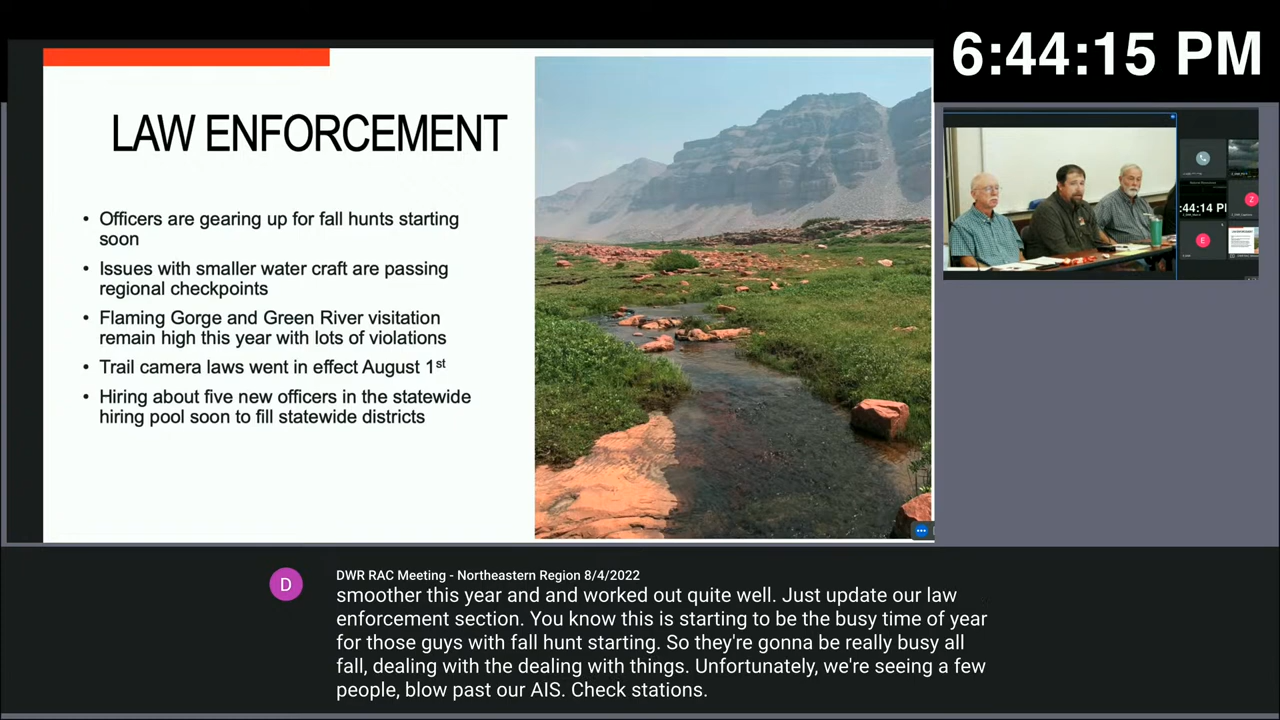 6:44:15 PM
LAW ENFORCEMENT
• Officers are gearing up for fall hunts starting
soon
• Issues with smaller water craft are passing
regional checkpoints
• Flaming Gorge and Green River visitation
remain high this year with lots of violations
• Trail camera laws went in effect August 1st
• Hiring about five new officers in the statewide
hiring pool soon to fill statewide districts
:44:14 PM
Z
E
D
DWR RAC Meeting - Northeastern Region 8/4/2022
smoother this year and and worked out quite well. Just update our law
enforcement section. You know this is starting to be the busy time of year
for those guys with fall hunt starting. So they're gonna be really busy all
fall, dealing with the dealing with things. Unfortunately, we're seeing a few
people, blow past our AIS. Check stations.